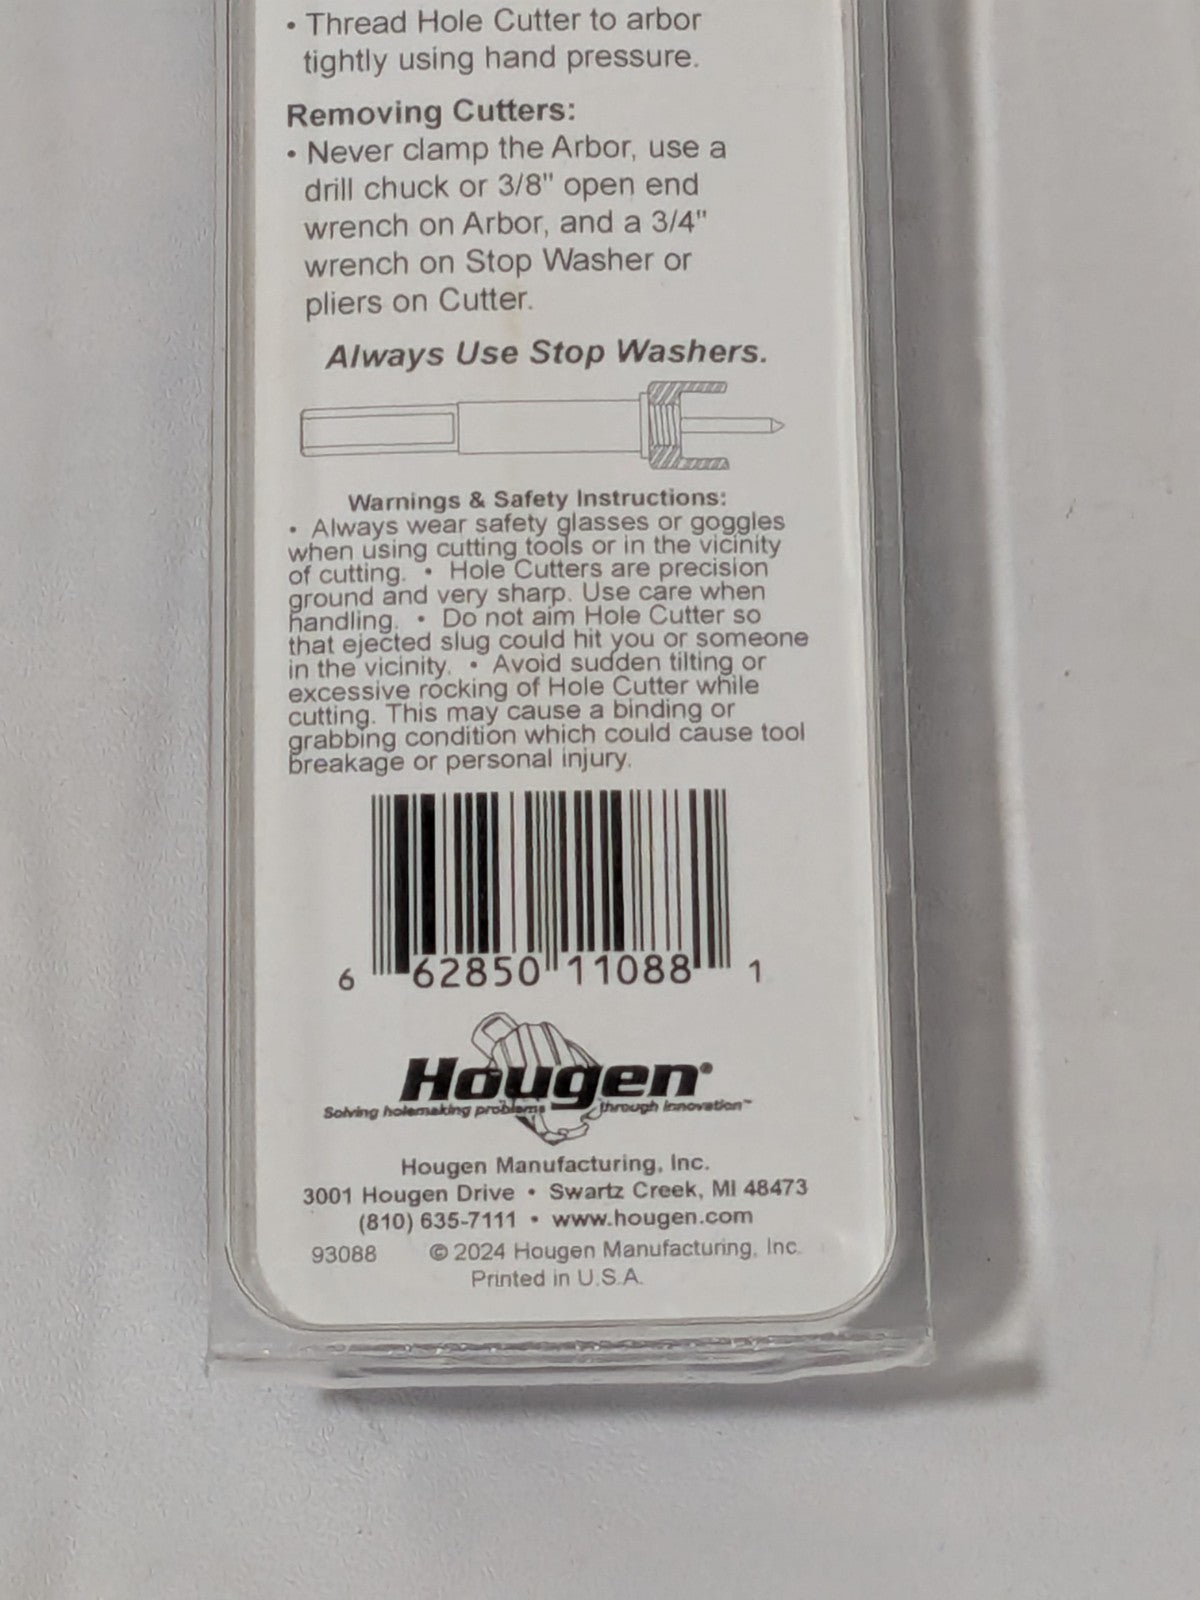 • Thread Hole Cutter to arbor
tightly using hand pressure.
Removing Cutters:
• Never clamp the Arbor, use a
drill chuck or 3/8" open end
wrench on Arbor, and a 3/4"
wrench on Stop Washer or
pliers on Cutter.
Always Use Stop Washers.
Warnings & Safety Instructions:
• Always wear safety glasses or goggles
when using cutting tools or in the vicinity
of cutting. • Hole Cutters are precision
ground and very sharp. Use care when
handling. • Do not aim Hole Cutter so
that ejected slug could hit you or someone
in the vicinity. • Avoid sudden tilting or
excessive rocking of Hole Cutter while
cutting. This may cause a binding or
grabbing condition which could cause tool
breakage or personal injury.
6 62850 11088 1
Hougen®
Solving holemaking problems through innovation™
Hougen Manufacturing, Inc.
3001 Hougen Drive • Swartz Creek, MI 48473
(810) 635-7111 • www.hougen.com
93088 © 2024 Hougen Manufacturing, Inc.
Printed in U.S.A.